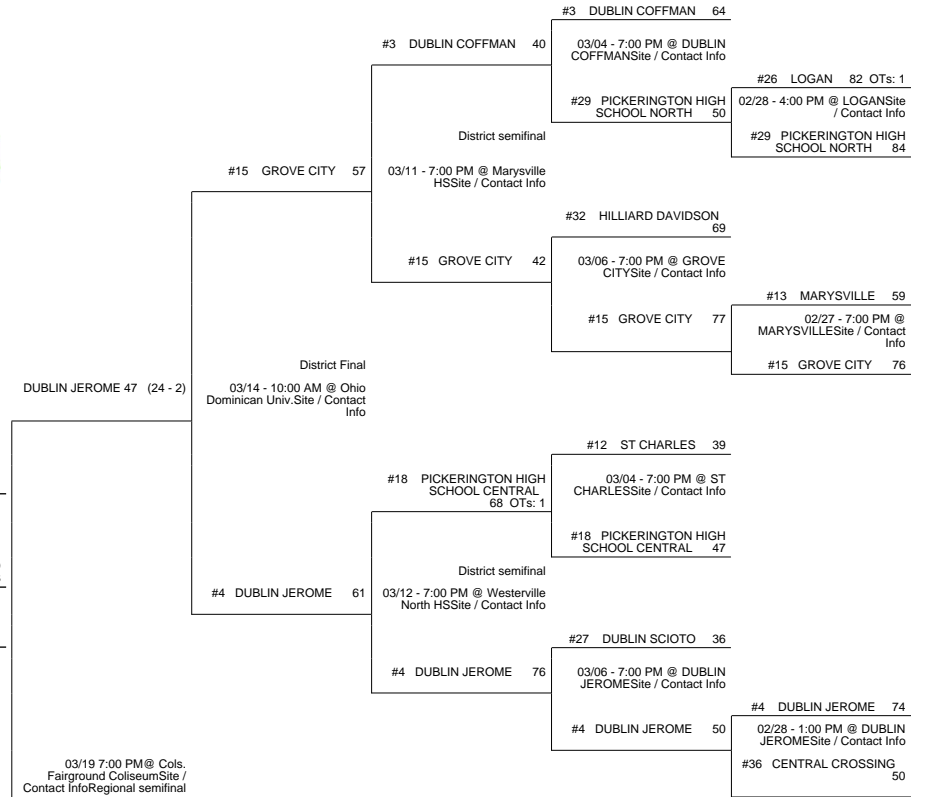 #3 DUBLIN COFFMAN 64
03/04 - 7:00 PM @ DUBLIN
COFFMANSite / Contact Info
#29 PICKERINGTON HIGH
SCHOOL NORTH 50
#26 LOGAN 82 OTs: 1
02/28 - 4:00 PM @ LOGANSite
/ Contact Info
#29 PICKERINGTON HIGH
SCHOOL NORTH 84
#3 DUBLIN COFFMAN 40
District semifinal
03/11 - 7:00 PM @ Marysville
HSSite / Contact Info
#15 GROVE CITY 42
#32 HILLIARD DAVIDSON
69
03/06 - 7:00 PM @ GROVE
CITYSite / Contact Info
#15 GROVE CITY 77
#13 MARYSVILLE 59
02/27 - 7:00 PM @
MARYSVILLESite / Contact
Info
#15 GROVE CITY 76
#15 GROVE CITY 57
District Final
03/14 - 10:00 AM @ Ohio
Dominican Univ.Site / Contact
Info
DUBLIN JEROME 47 (24 - 2)
#4 DUBLIN JEROME 61
#12 ST CHARLES 39
03/04 - 7:00 PM @ ST
CHARLESSite / Contact Info
#18 PICKERINGTON HIGH
SCHOOL CENTRAL 47
#18 PICKERINGTON HIGH
SCHOOL CENTRAL
68 OTs: 1
District semifinal
03/12 - 7:00 PM @ Westerville
North HSSite / Contact Info
#4 DUBLIN JEROME 76
#27 DUBLIN SCIOTO 36
03/06 - 7:00 PM @ DUBLIN
JEROMESite / Contact Info
#4 DUBLIN JEROME 50
#4 DUBLIN JEROME 74
02/28 - 1:00 PM @ DUBLIN
JEROMESite / Contact Info
#36 CENTRAL CROSSING
50
03/19 7:00 PM@ Cols.
Fairground ColiseumSite /
Contact InfoRegional semifinal